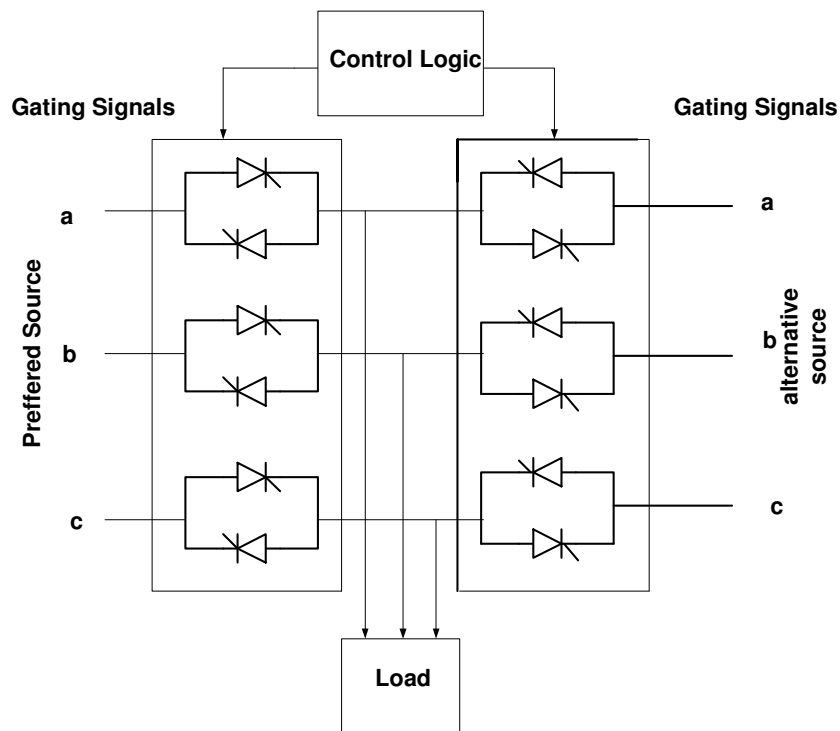 Control Logic
Gating Signals
Gating Signals
a
a
Preffered Source
b
b
alternative
source
c
c
Load